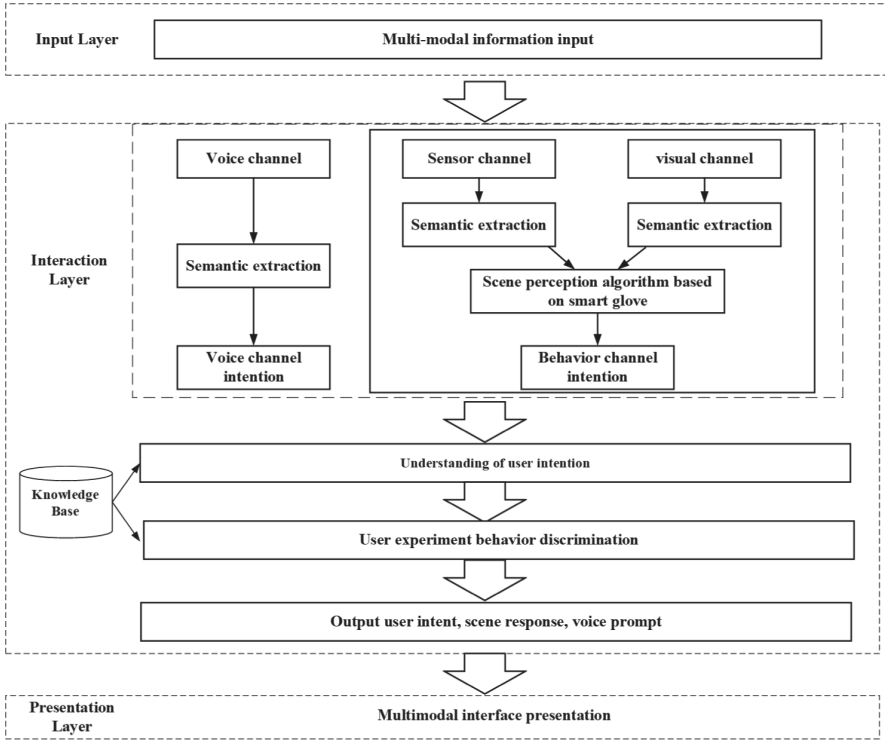 Input Layer
Multi-modal information input
Voice channel
Sensor channel
visual channel
Semantic extraction
Semantic extraction
Interaction
Layer
Semantic extraction
Scene perception algorithm based
on smart glove
Voice channel
intention
Behavior channel
intention
Understanding of user intention
Knowledge
Base
User experiment behavior discrimination
Output user intent, scene response, voice prompt
Presentation
Layer
Multimodal interface presentation